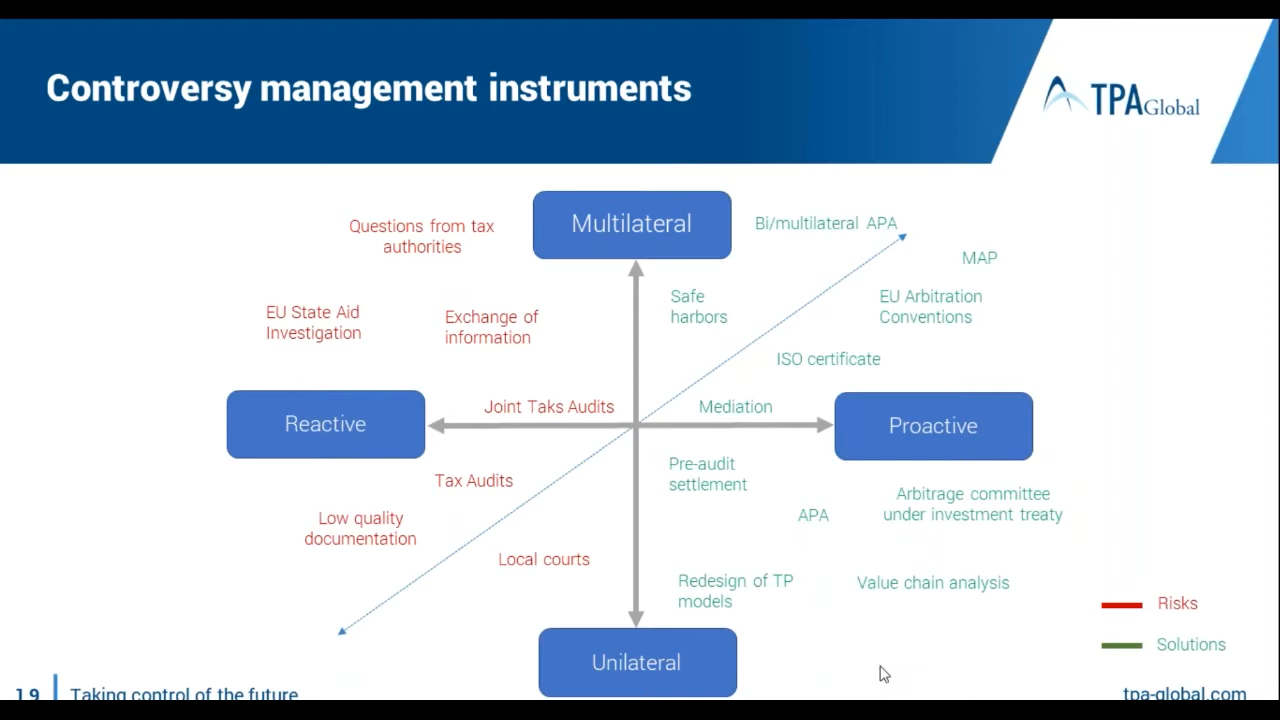 Controversy management instruments
TPA Global
Multilateral
Questions from tax
authorities
Bi/multilateral APA
MAP
EU State Aid
Investigation
Exchange of
information
Safe
harbors
EU Arbitration
Conventions
ISO certificate
Reactive
Joint Taks Audits
Mediation
Proactive
Tax Audits
Pre-audit
settlement
Low quality
documentation
APA
Arbitrage committee
under investment treaty
Local courts
Redesign of TP
models
Value chain analysis
Risks
Solutions
Unilateral
19
Taking control of the future
tpa-global.com